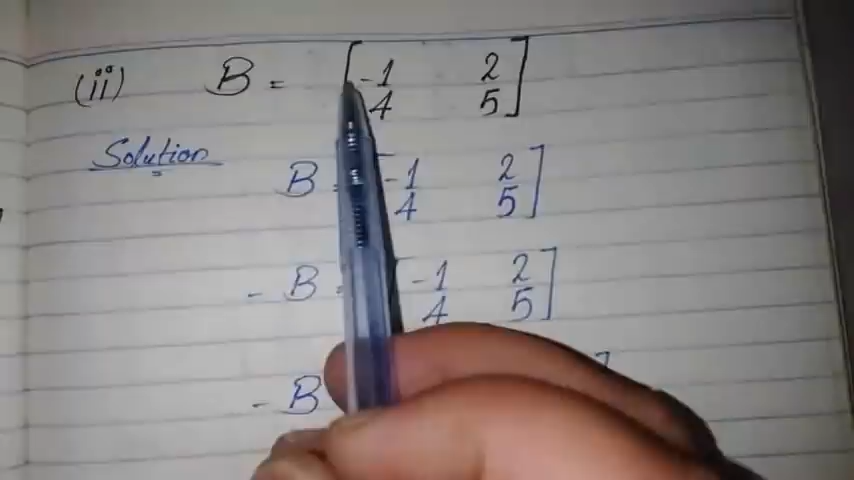 (ii) B = [-1 2
4 5]
Solution
B = -1 2
4 5]
- B = -1 2
4 5]
- B ]